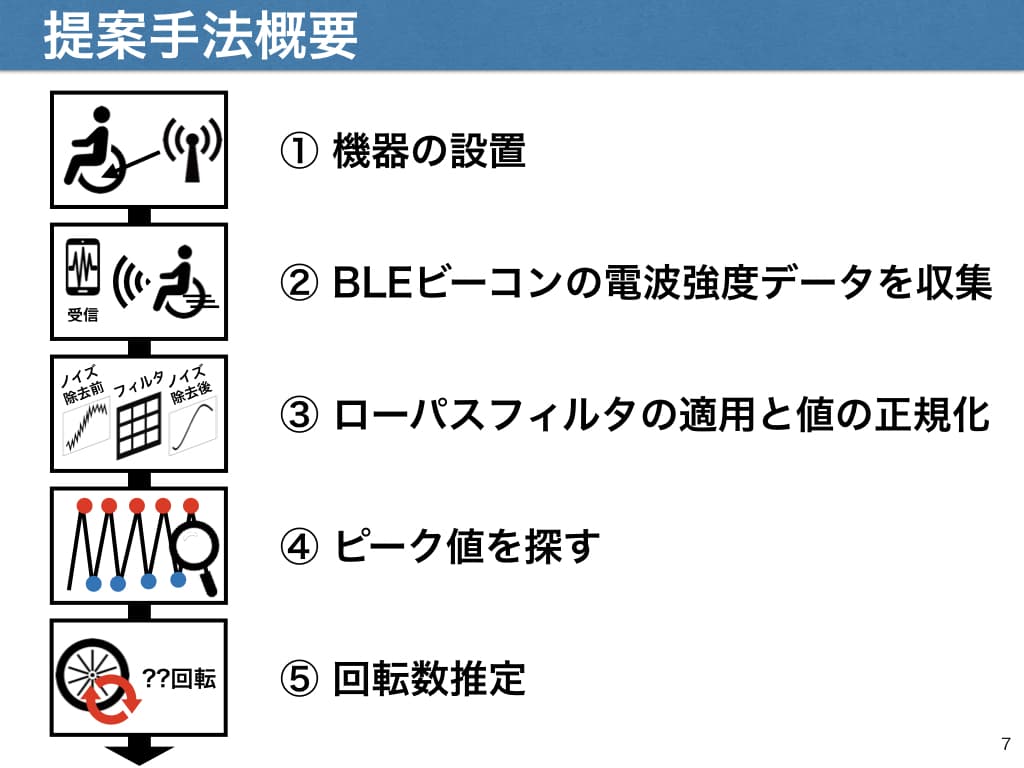 提案手法概要
① 機器の設置
受信
② BLEビーコンの電波強度データを収集
ノイズ
除去前
フィルタ
ノイズ
除去後
③ ローパスフィルタの適用と値の正規化
④ ピーク値を探す
??回転
⑤ 回転数推定
7